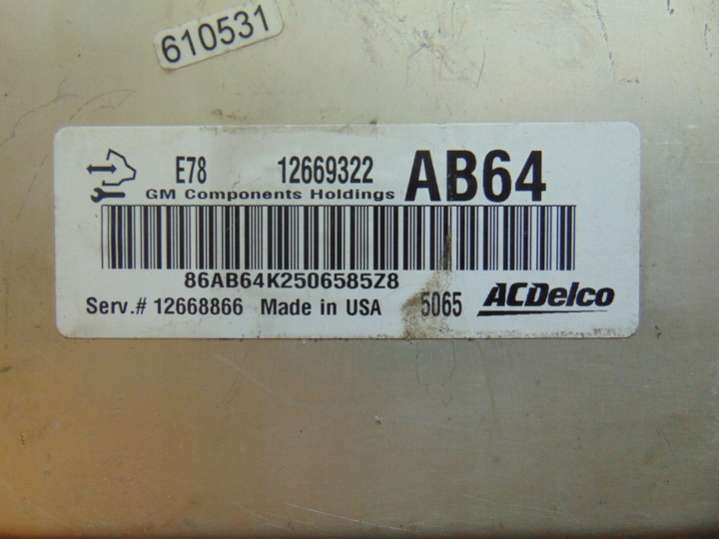 610531
E78 12669322 AB64
GM Components Holdings
86AB64K2506585Z8
Serv.# 12668866 Made in USA 5065 ACDelco